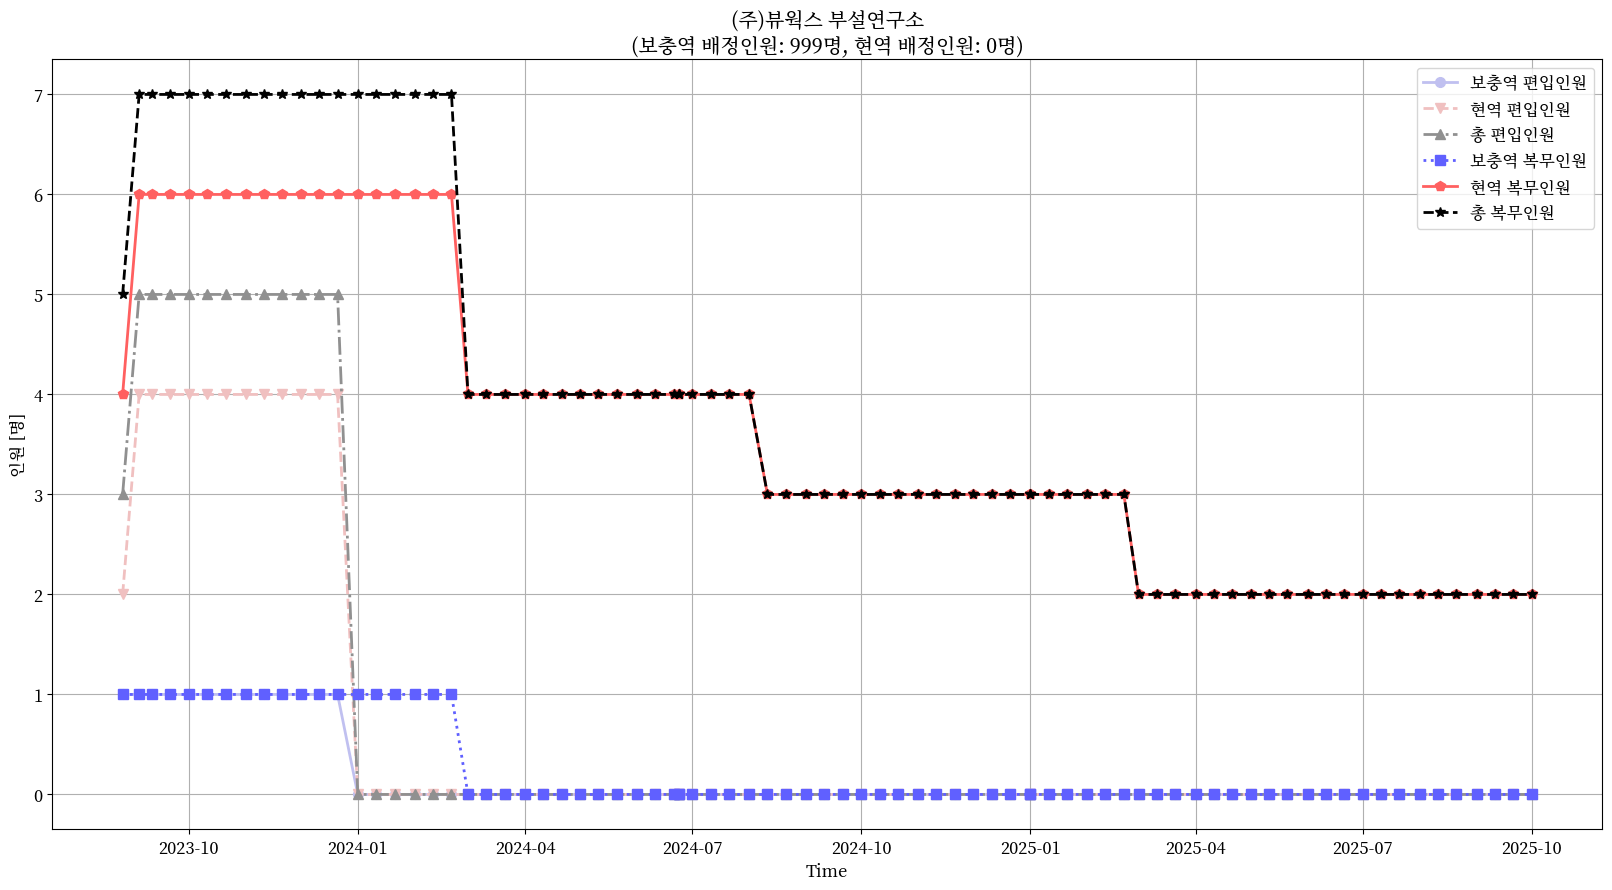 (주)뷰웍스 부설연구소
(보충역 배정인원: 999명, 현역 배정인원: 0명)
보충역 편입인원
현역 편입인원
총 편입인원
보충역 복무인원
현역 복무인원
총 복무인원
인원 [명]
7
6
5
4
3
2
1
0
2023-10
2024-01
2024-04
2024-07
2024-10
2025-01
2025-04
2025-07
2025-10
Time